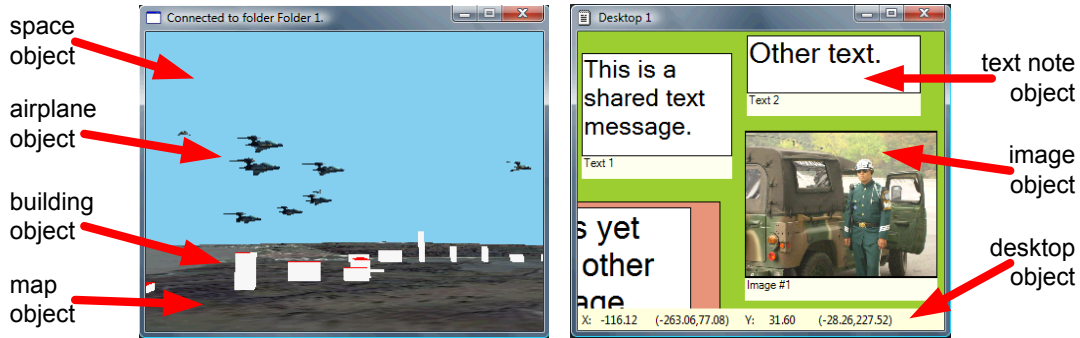 space
object
airplane
object
building
object
map
object
Connected to folder Folder 1.
Desktop 1
This is a
shared text
message.
Text 1
Other text.
Text 2
Image #1
s yet
other
X: -116.12 (-263.06,77.08) Y: 31.60 (-28.26,227.52)
text note
object
image
object
desktop
object